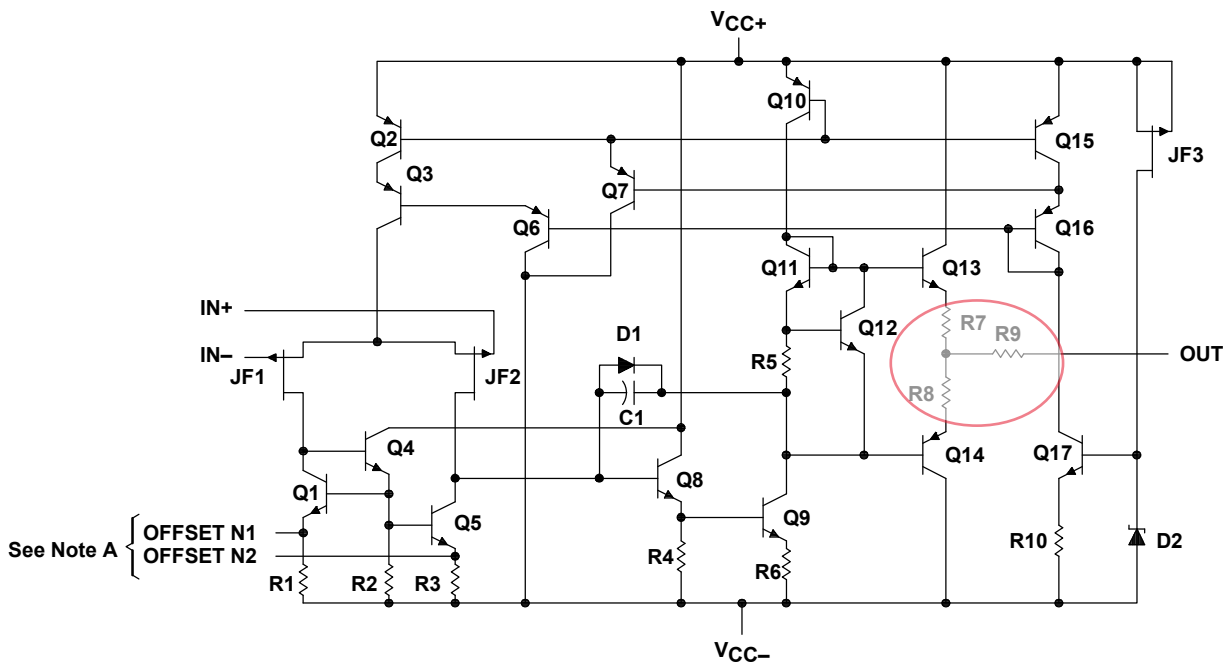 VCC+
Q10
Q2
Q15
JF3
Q3
Q7
Q6
Q16
Q11
Q13
IN+
Q12
R7
R9
D1
IN–
OUT
R5
JF1
JF2
R8
C1
Q4
Q14
Q17
Q8
Q1
Q5
Q9
OFFSET N1
See Note A
OFFSET N2
R10
D2
R4
R6
R1
R2
R3
VCC–